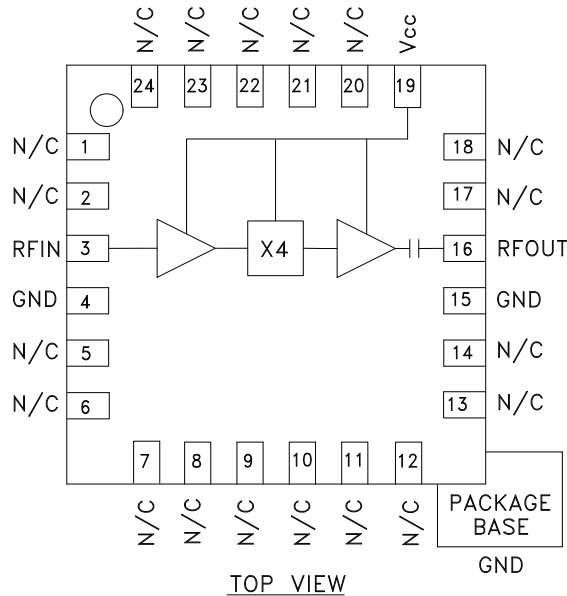 N/C N/C N/C N/C N/C Vcc
24 23 22 21 20 19
N/C 1 18 N/C
N/C 2 17 N/C
RFIN 3 X4 16 RFOUT
GND 4 15 GND
N/C 5 14 N/C
N/C 6 13 N/C
7 8 9 10 11 12
N/C N/C N/C N/C N/C N/C
PACKAGE
BASE
GND
TOP VIEW